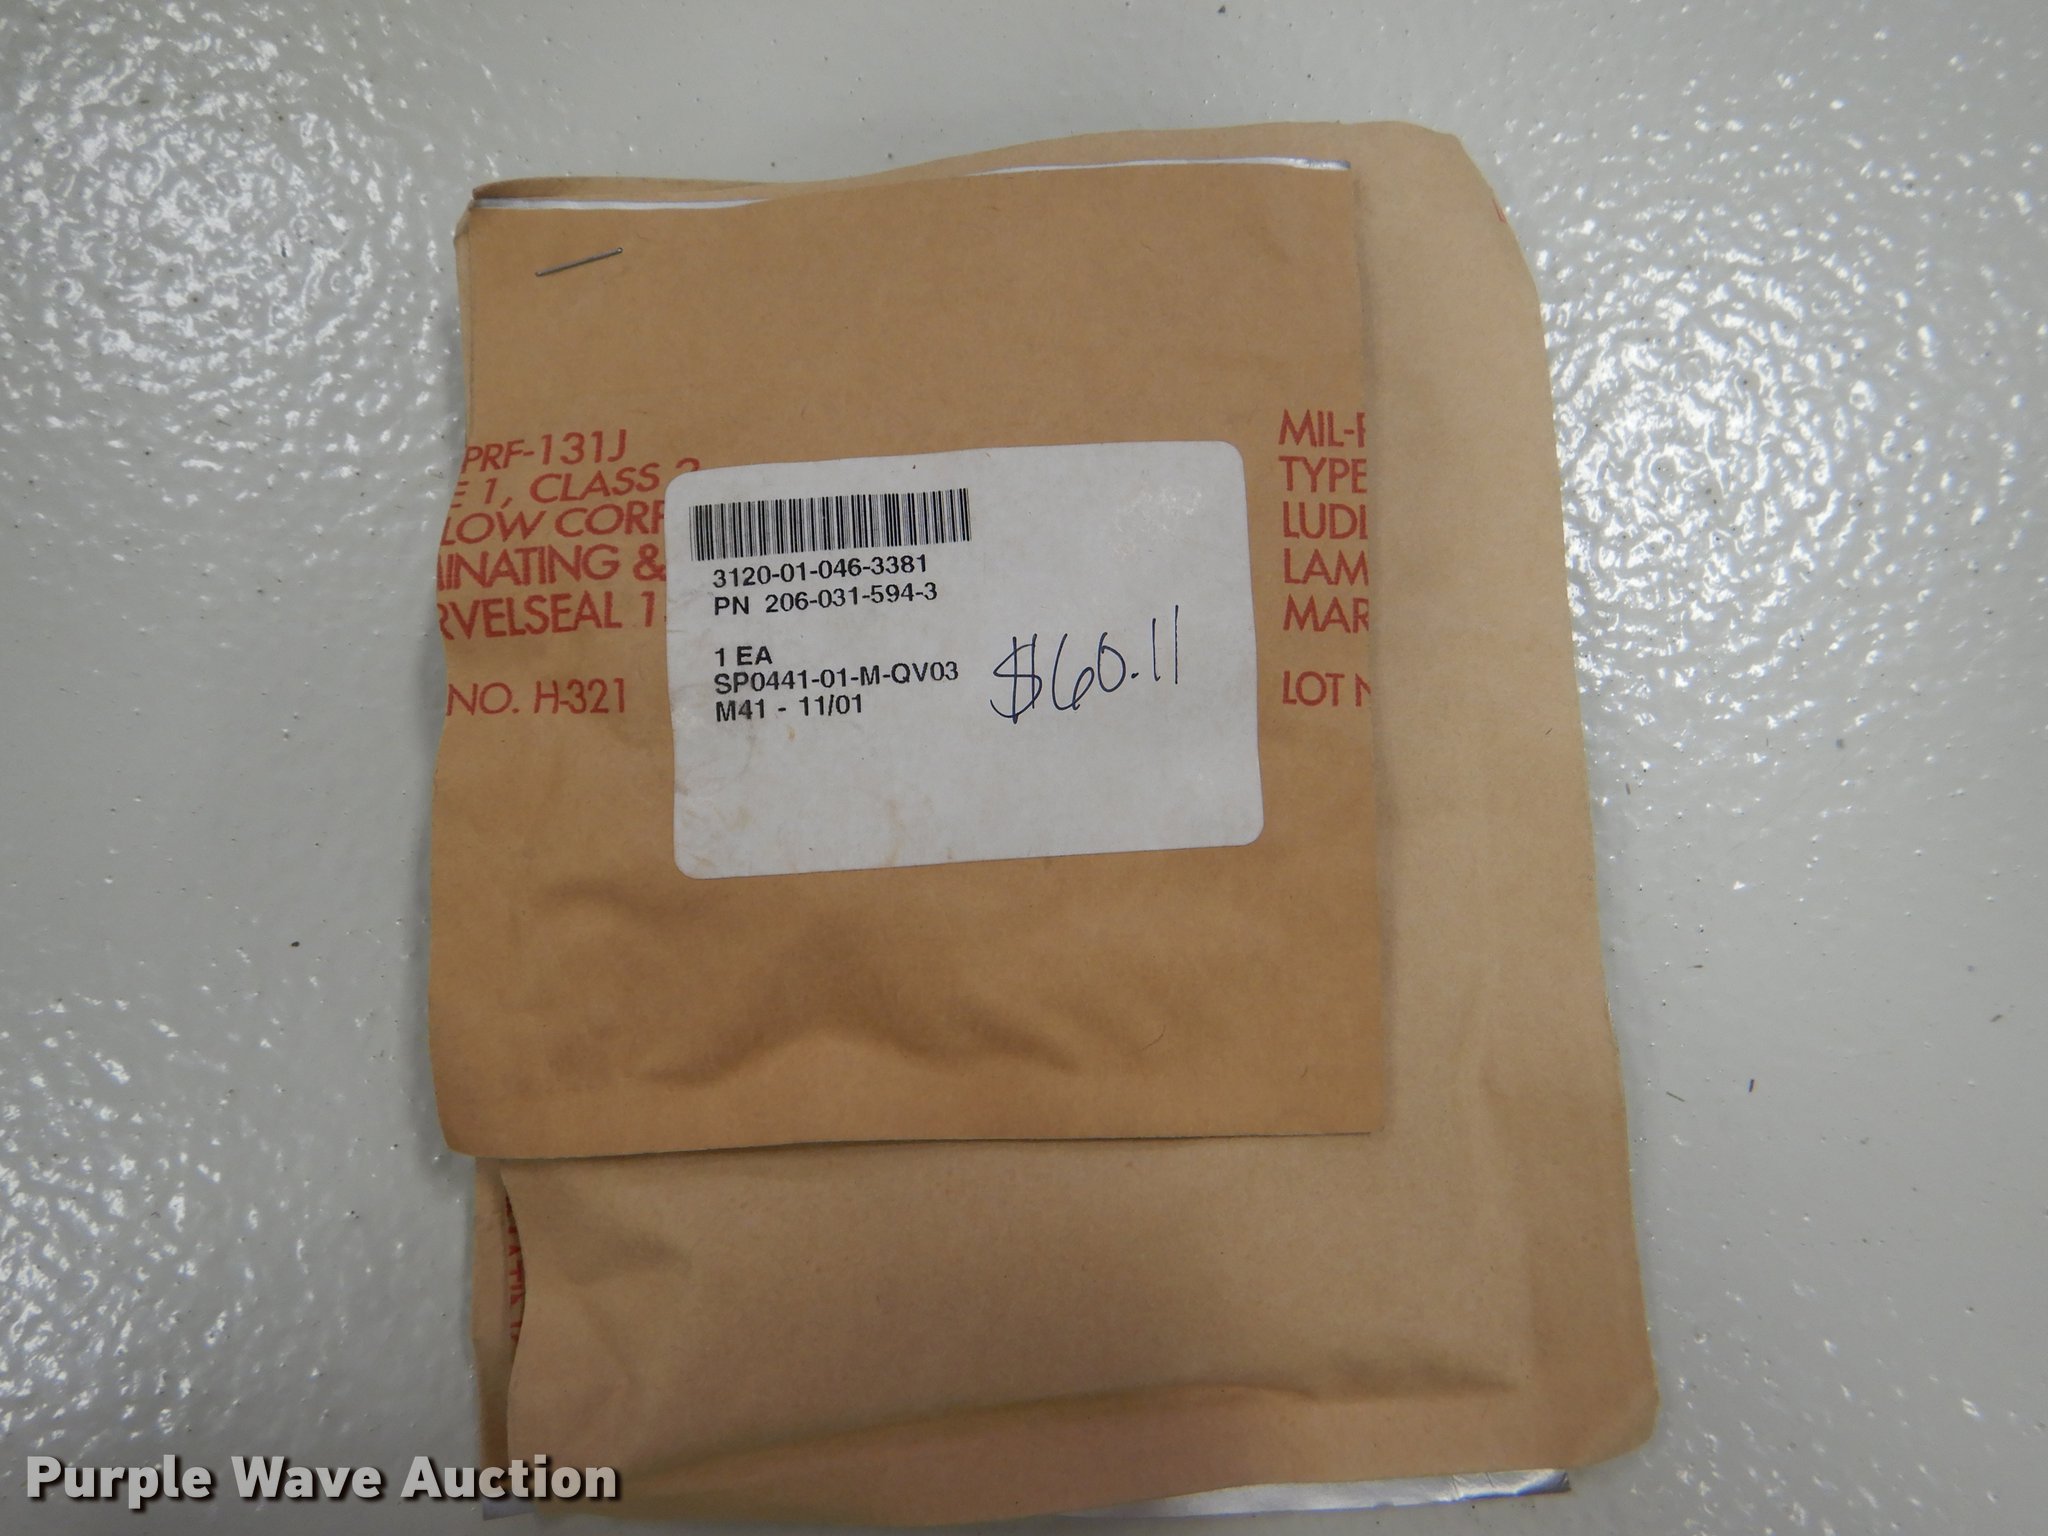 PRF-131J
E 1, CLASS 2
LOW CORP
MINATING &
RVELSEAL 1
NO. H-321
3120-01-046-3381
PN 206-031-594-3
1 EA
SP0441-01-M-QV03
M41 - 11/01
$60.11
MIL-P
TYPE
LUDL
LAM
MAR
LOT N
Purple Wave Auction